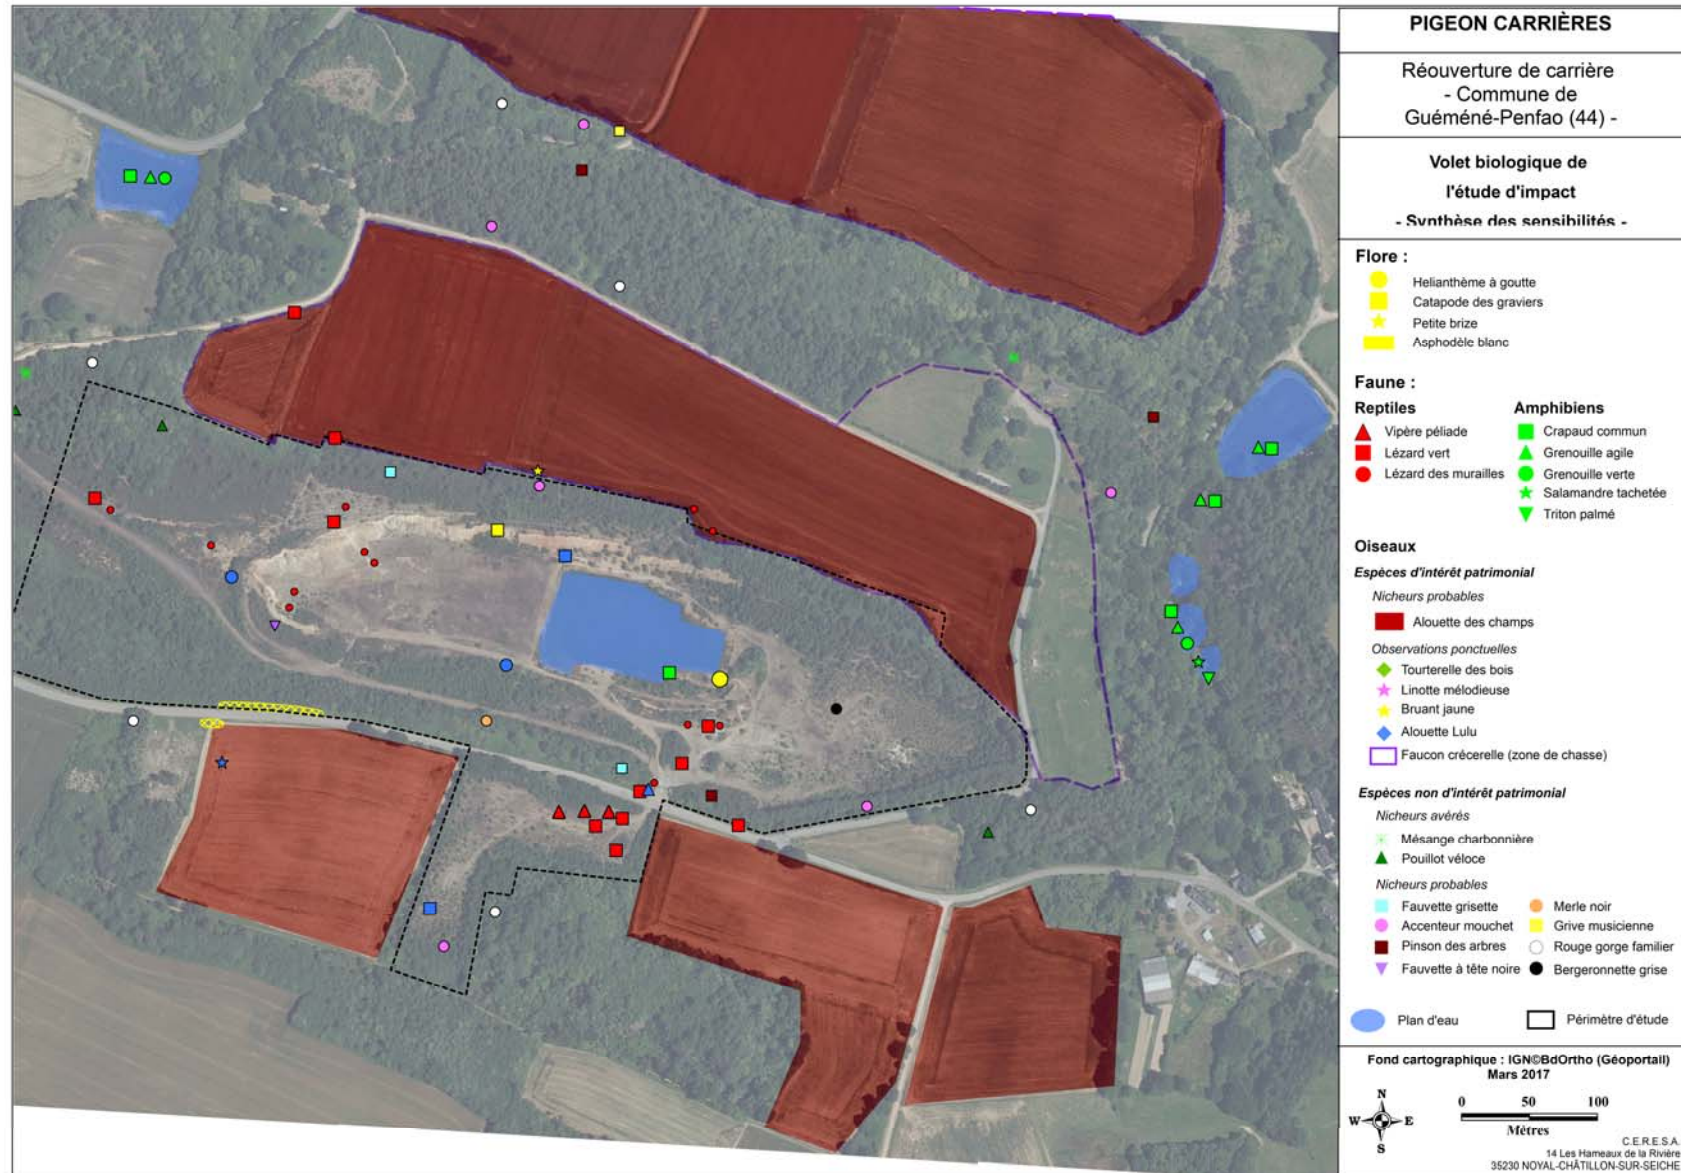 PIGEON CARRIÈRES
Réouverture de carrière
- Commune de
Guéméné-Penfao (44) -
Volet biologique de
l'étude d'impact
- Synthèse des sensibilités -
Flore :
Helianthème à goutte
Catapode des graviers
Petite brize
Asphodèle blanc
Faune :
Reptiles
Vipère péliade
Lézard vert
Lézard des murailles
Amphibiens
Crapaud commun
Grenouille agile
Grenouille verte
Salamandre tachetée
Triton palmé
Oiseaux
Espèces d'intérêt patrimonial
Nicheurs probables
Alouette des champs
Observations ponctuelles
Tourterelle des bois
Linotte mélodieuse
Bruant jaune
Alouette Lulu
Faucon crécerelle (zone de chasse)
Espèces non d'intérêt patrimonial
Nicheurs avérés
Mésange charbonnière
Pouillot véloce
Nicheurs probables
Fauvette grisette
Accenteur mouchet
Pinson des arbres
Fauvette à tête noire
Merle noir
Grive musicienne
Rouge gorge familier
Bergeronnette grise
Plan d'eau
Périmètre d'étude
Fond cartographique : IGN©BdOrtho (Géoportail)
Mars 2017
N
W E
S
0 50 100
Mètres
C.E.R.E.S.A.
14 Les Hameaux de la Rivière
35230 NOYAL-CHÂTILLON-SUR-SEICHE